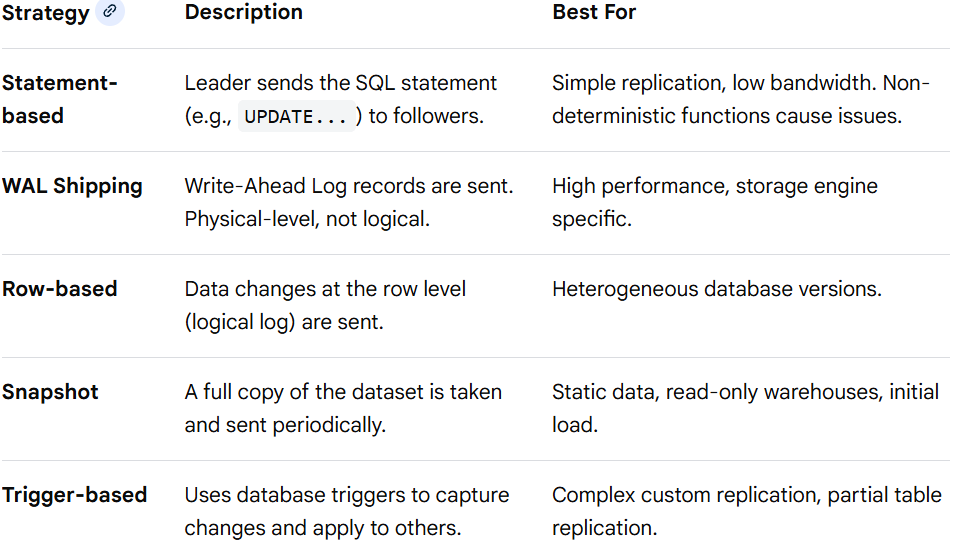 Strategy Description Best For
Statement- Leader sends the SQL statement Simple replication, low bandwidth. Non-
based (e.g., UPDATE... ) to followers. deterministic functions cause issues.
WAL Shipping Write-Ahead Log records are sent. High performance, storage engine
Physical-level, not logical. specific.
Row-based Data changes at the row level Heterogeneous database versions.
(logical log) are sent.
Snapshot A full copy of the dataset is taken Static data, read-only warehouses, initial
and sent periodically. load.
Trigger-based Uses database triggers to capture Complex custom replication, partial table
changes and apply to others. replication.